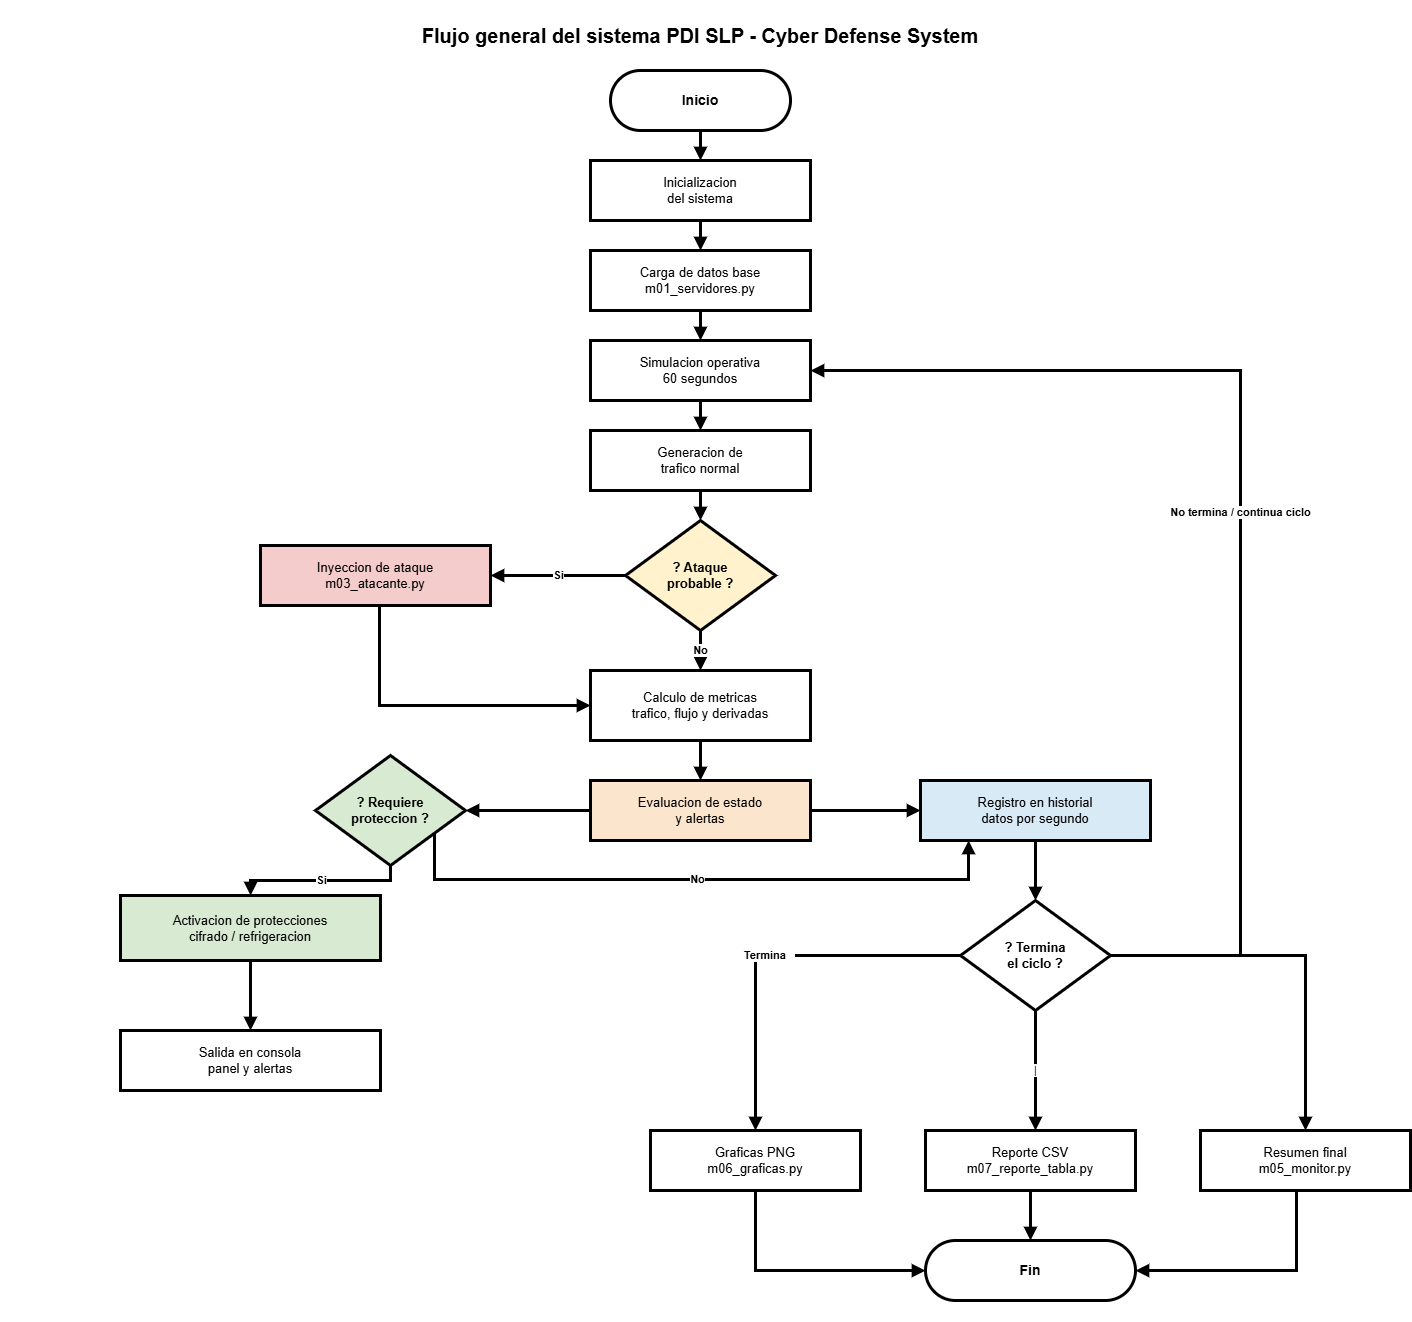 Flujo general del sistema PDI SLP - Cyber Defense System
Inicio
Inicializacion
del sistema
Carga de datos base
m01_servidores.py
Simulacion operativa
60 segundos
Generacion de
trafico normal
No termina / continua ciclo
? Ataque
probable ?
Si
Inyeccion de ataque
m03_atacante.py
No
Calculo de metricas
trafico, flujo y derivadas
? Requiere
proteccion ?
Evaluacion de estado
y alertas
Registro en historial
datos por segundo
Si
No
Activacion de protecciones
cifrado / refrigeracion
Termina
? Termina
el ciclo ?
Salida en consola
panel y alertas
|
Graficas PNG
m06_graficas.py
Reporte CSV
m07_reporte_tabla.py
Resumen final
m05_monitor.py
Fin